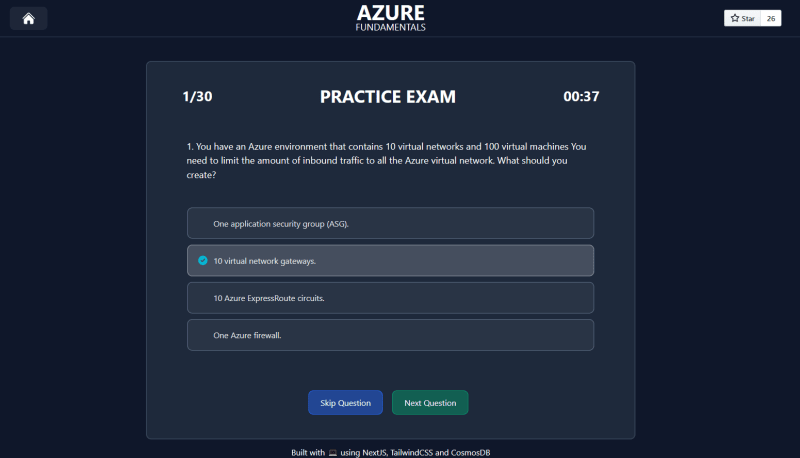 AZURE
FUNDAMENTALS
Star 26
1/30 PRACTICE EXAM 00:37
1. You have an Azure environment that contains 10 virtual networks and 100 virtual machines You
need to limit the amount of inbound traffic to all the Azure virtual network. What should you
create?
One application security group (ASG).
10 virtual network gateways.
10 Azure ExpressRoute circuits.
One Azure firewall.
Skip Question Next Question
Built with 💻 using NextJS, TailwindCSS and CosmosDB